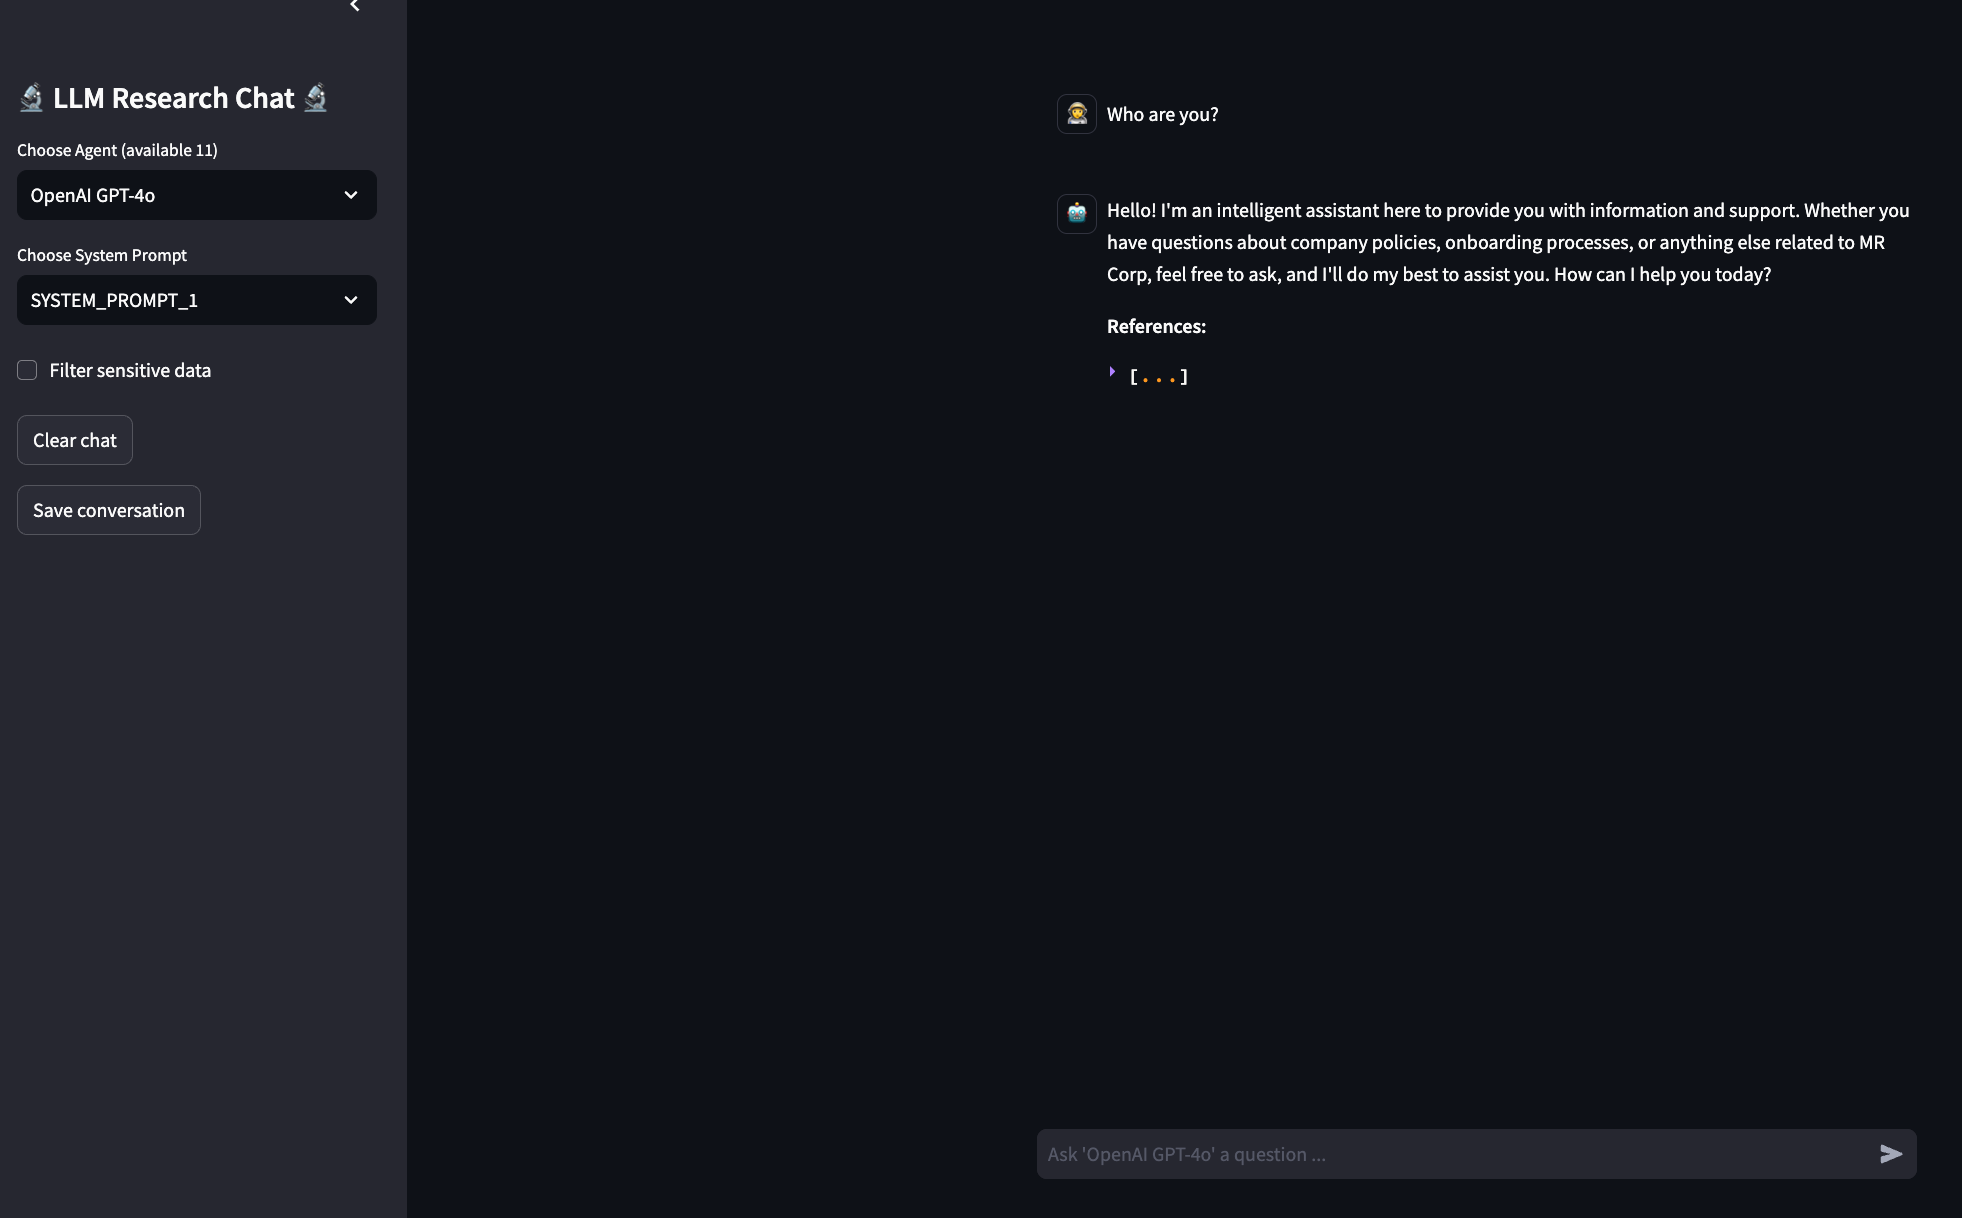 LLM Research Chat
Choose Agent (available 11)
OpenAI GPT-4o
Choose System Prompt
SYSTEM_PROMPT_1
Filter sensitive data
Clear chat
Save conversation
Who are you?
Hello! I'm an intelligent assistant here to provide you with information and support. Whether you
have questions about company policies, onboarding processes, or anything else related to MR
Corp, feel free to ask, and I'll do my best to assist you. How can I help you today?
References:
[...]
Ask 'OpenAI GPT-4o' a question ...